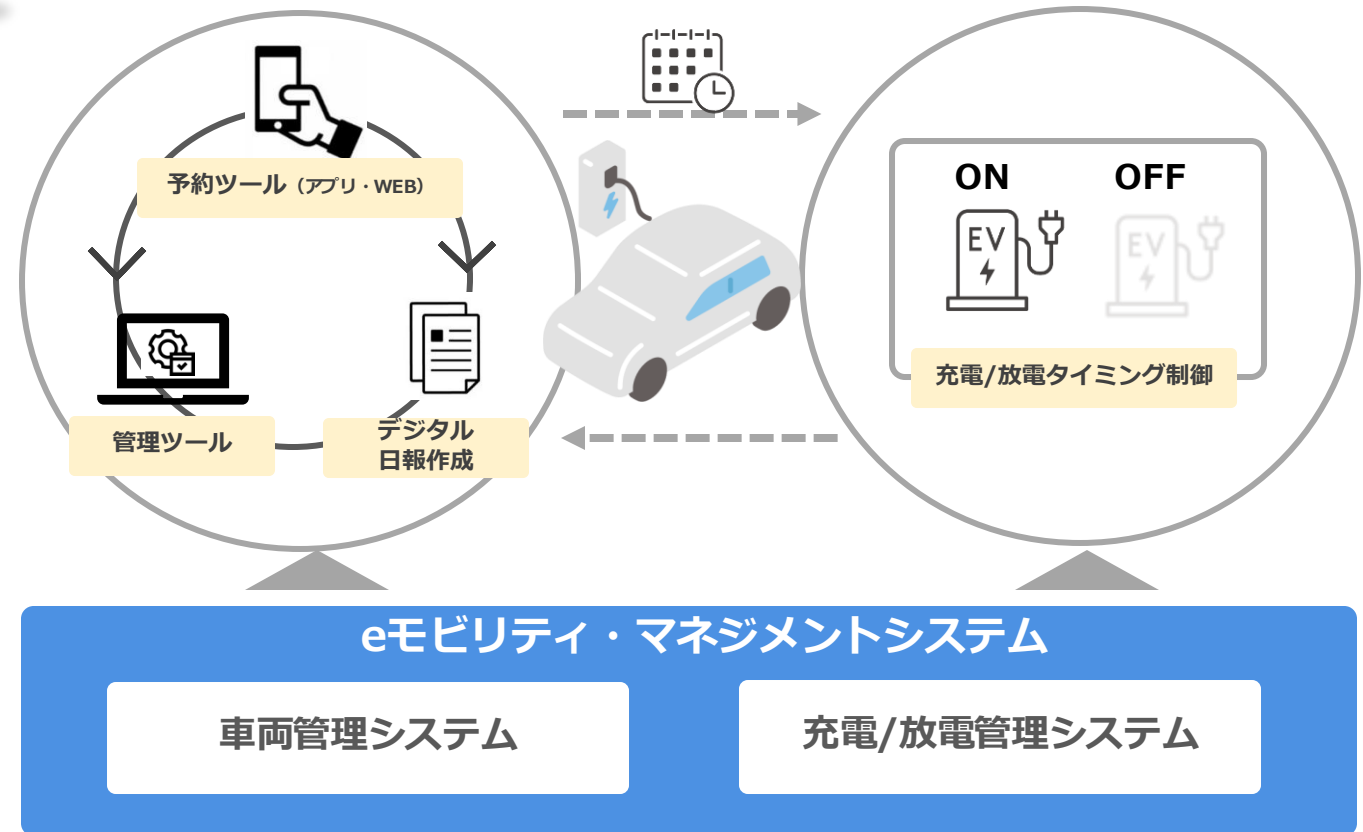 予約ツール（アプリ・WEB）
管理ツール
デジタル
日報作成
ON
OFF
EV
EV
充電/放電タイミング制御
eモビリティ・マネジメントシステム
車両管理システム
充電/放電管理システム